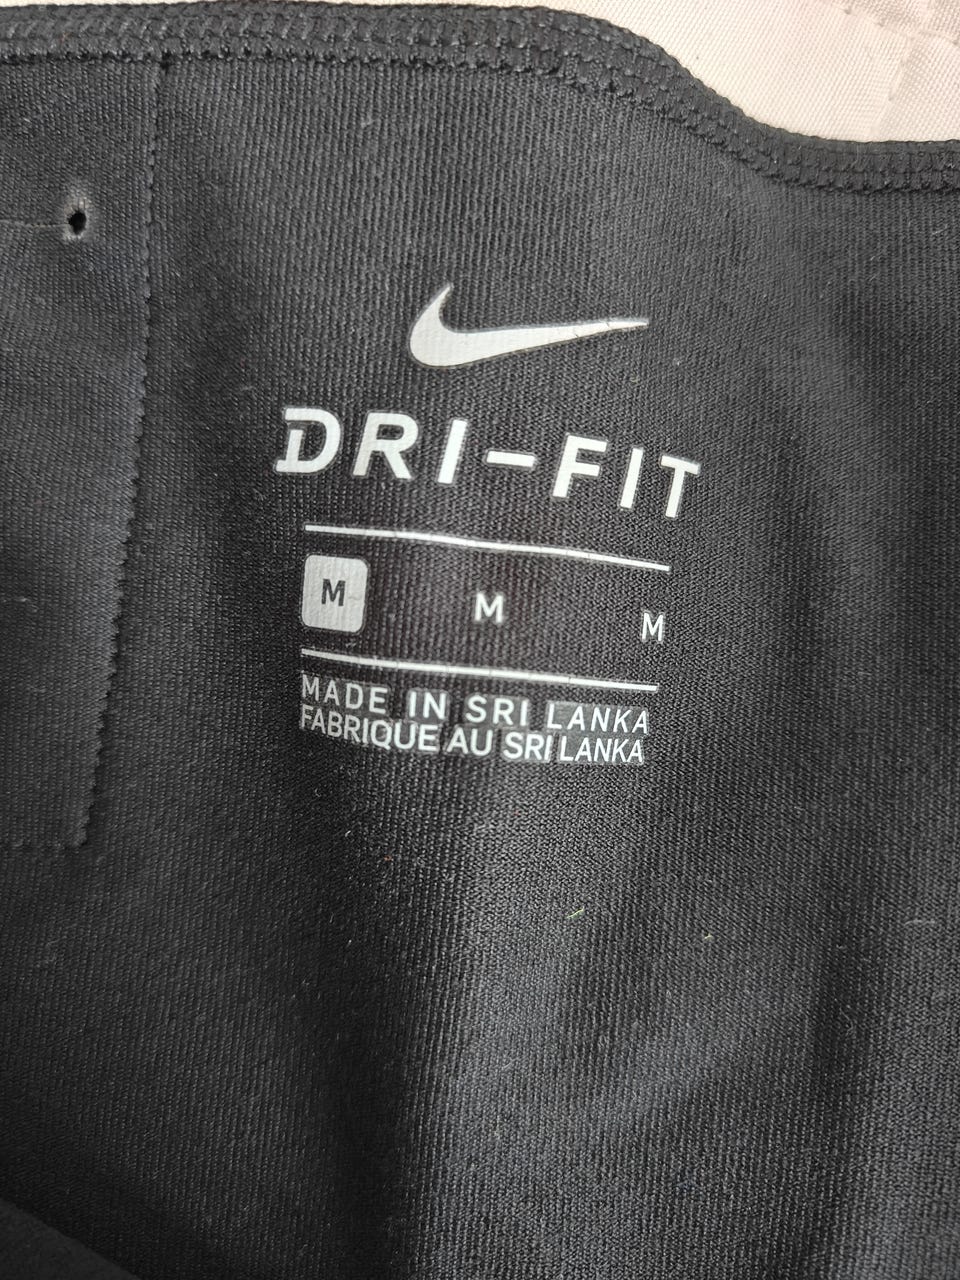 DRI-FIT
M M M
MADE IN SRI LANKA
FABRIQUE AU SRI LANKA